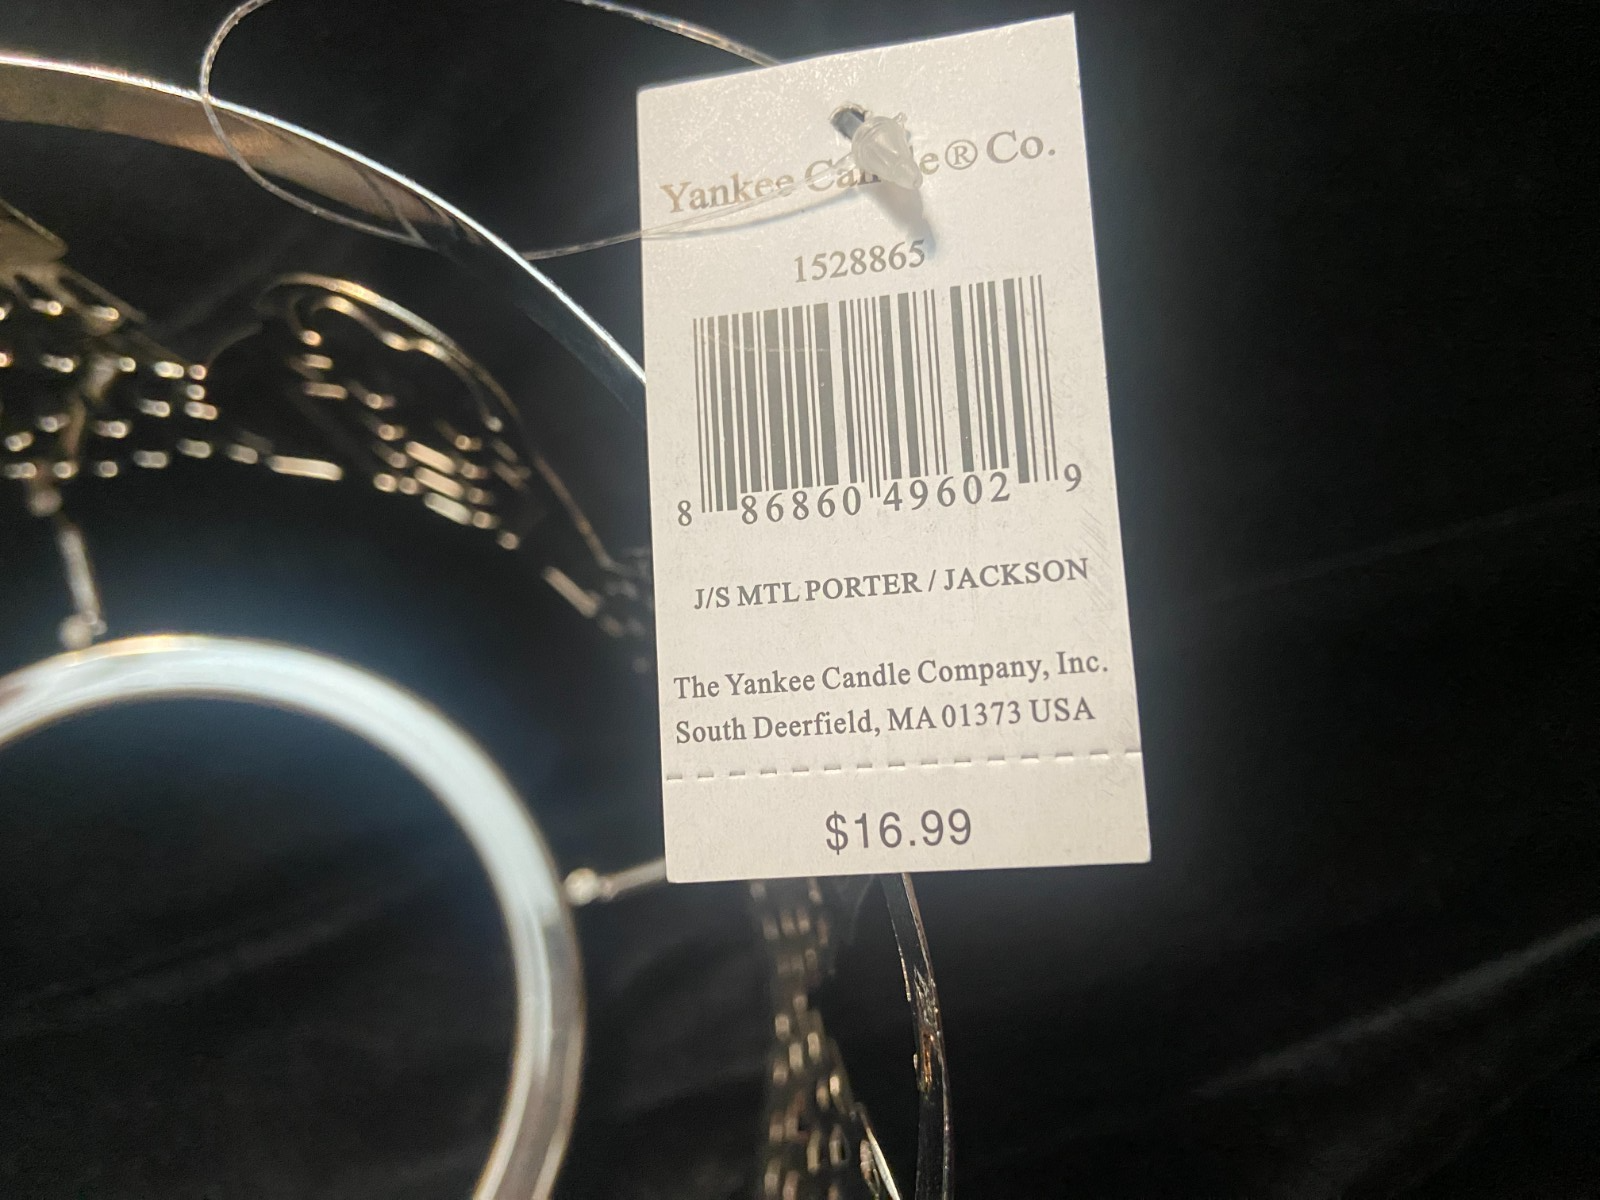 Yankee Candle® Co.
1528865
8 86860 49602 9
J/S MTL PORTER / JACKSON
The Yankee Candle Company, Inc.
South Deerfield, MA 01373 USA
$16.99